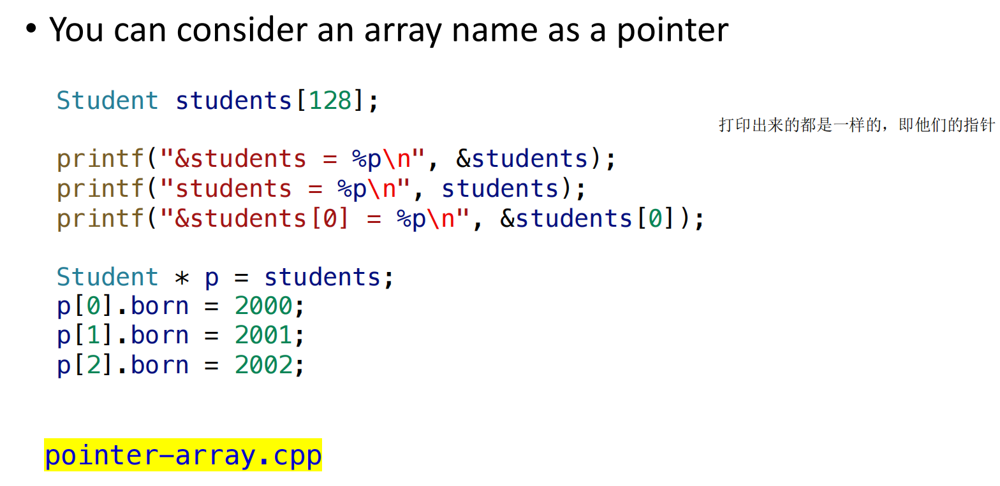 • You can consider an array name as a pointer
Student students[128];
打印出来的都是一样的，即他们的指针
printf("&students = %p\n", &students);
printf("students = %p\n", students);
printf("&students[0] = %p\n", &students[0]);
Student * p = students;
p[0].born = 2000;
p[1].born = 2001;
p[2].born = 2002;
pointer-array.cpp